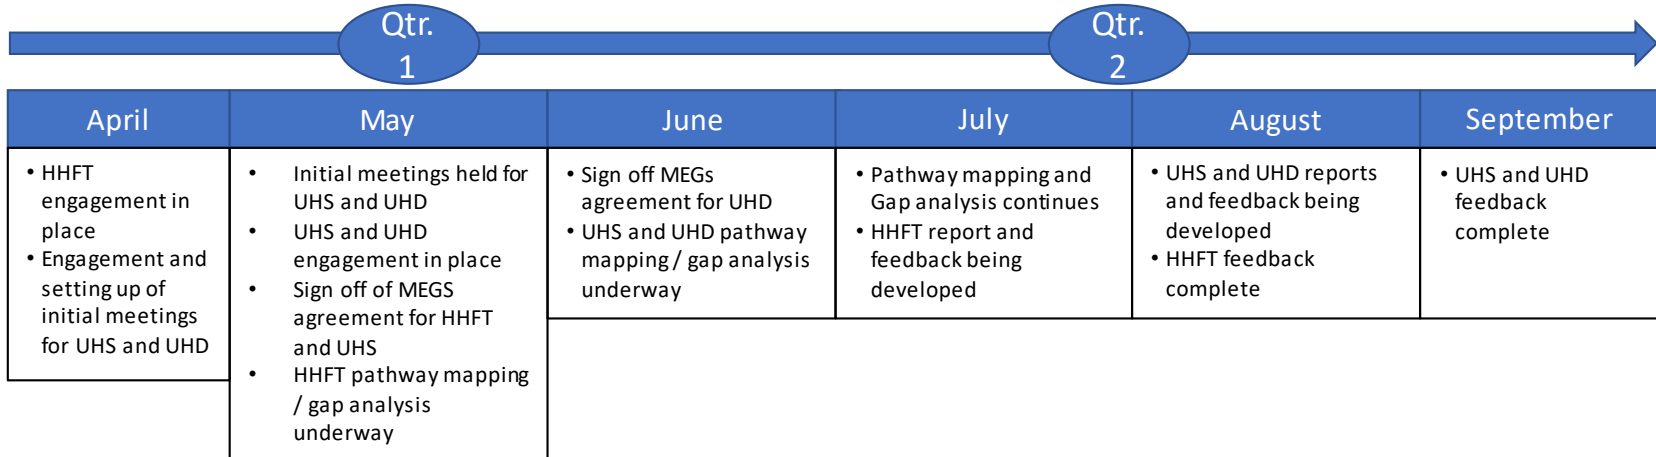 Qtr.
1
Qtr.
2
April
May
June
July
August
September
• HHFT
engagement in
place
• Engagement and
setting up of
initial meetings
for UHS and UHD
• Initial meetings held for
UHS and UHD
• UHS and UHD
engagement in place
• Sign off of MEGS
agreement for HHFT
and UHS
• HHFT pathway mapping
/ gap analysis
underway
• Sign off MEGs
agreement for UHD
• UHS and UHD pathway
mapping / gap analysis
underway
• Pathway mapping and
Gap analysis continues
• HHFT report and
feedback being
developed
• UHS and UHD reports
and feedback being
developed
• HHFT feedback
complete
• UHS and UHD
feedback
complete